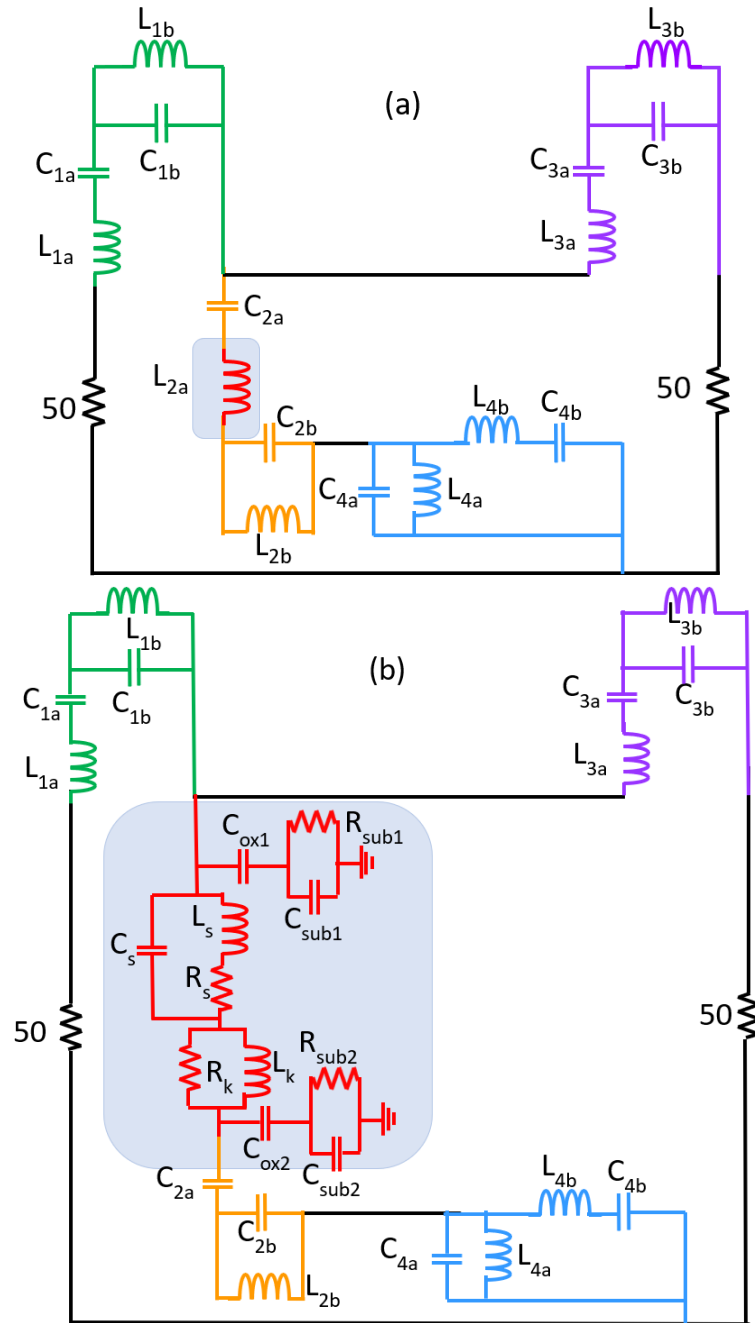 L1b
L3b
(a)
C1a
C1b
C3a
C3b
L1a
L3a
C2a
L2a
50
50
C2b
L4b
C4b
C4a
L4a
L2b
L1b
L3b
(b)
C1a
C1b
C3a
C3b
L1a
L3a
Cox1
Rsub1
Csub1
Ls
Cs
Rs
50
50
Rk
Lk
Rsub2
Cox2
Csub2
C2a
L4b
C4b
C2b
C4a
L4a
L2b